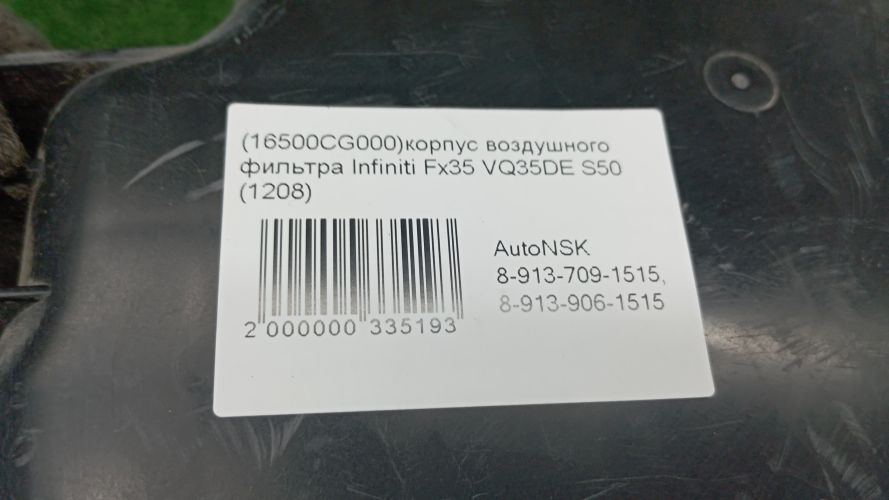 (16500CG000)корпус воздушного
фильтра Infiniti Fx35 VQ35DE S50
(1208)
AutoNSK
8-913-709-1515,
8-913-906-1515
2 000000 335193